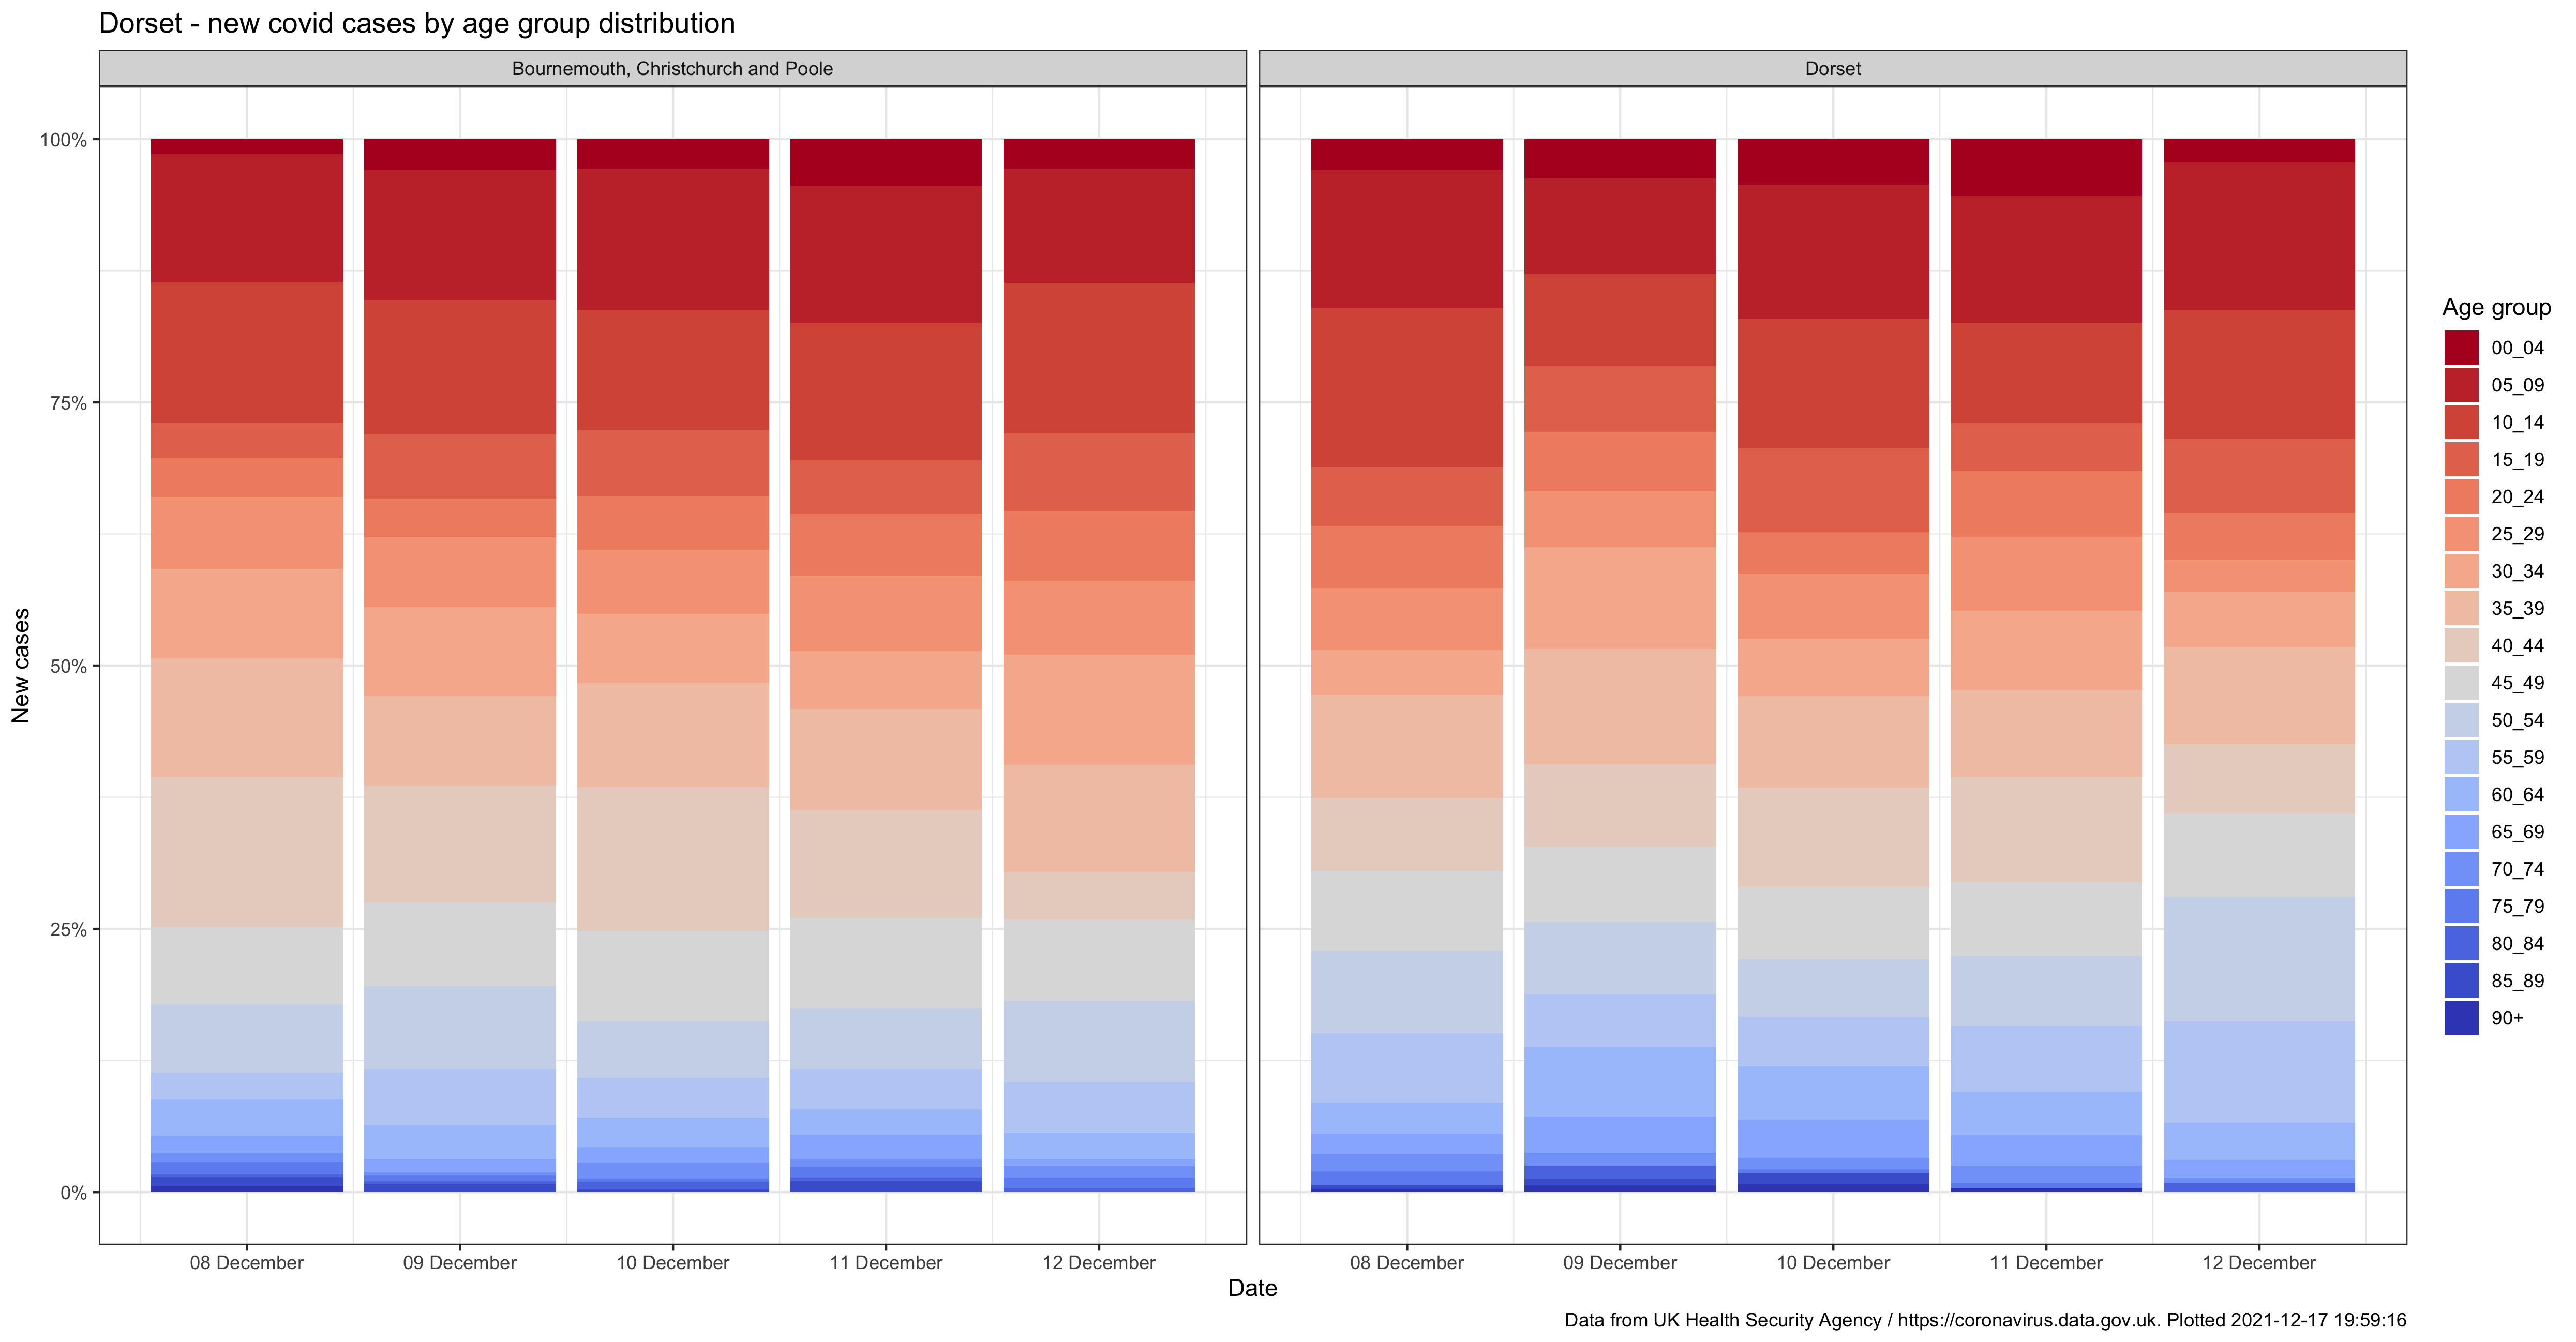 Dorset - new covid cases by age group distribution
Bournemouth, Christchurch and Poole
Dorset
100%
75%
50%
25%
0%
New cases
08 December
09 December
10 December
11 December
12 December
08 December
09 December
10 December
11 December
12 December
Date
Age group
00_04
05_09
10_14
15_19
20_24
25_29
30_34
35_39
40_44
45_49
50_54
55_59
60_64
65_69
70_74
75_79
80_84
85_89
90+
Data from UK Health Security Agency / https://coronavirus.data.gov.uk. Plotted 2021-12-17 19:59:16